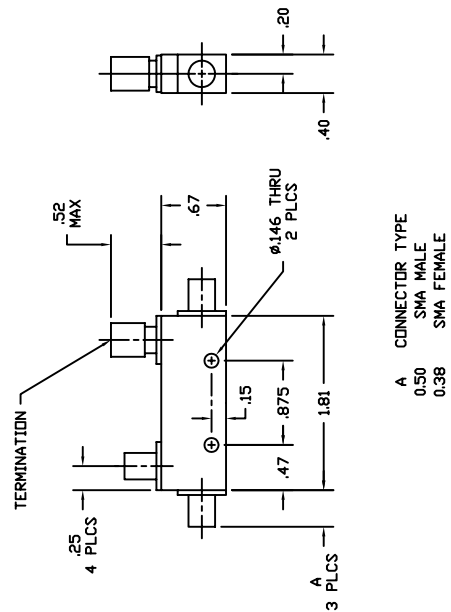 TERMINATION
.25
4 PLCS
.52
MAX
.67
ø.146 THRU
2 PLCS
.15
.875
.47
1.81
A
3 PLCS
.20
.40
A CONNECTOR TYPE
0.50 SMA MALE
0.38 SMA FEMALE